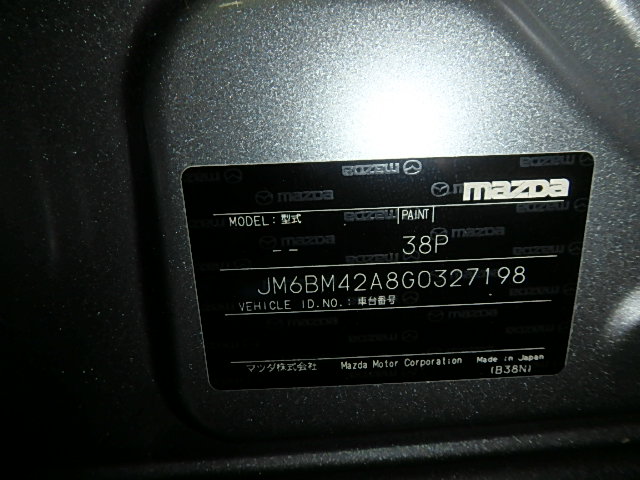 mazda
MODEL: 型式 PAINT
-- 38P
JM6BM42A8G0327198
VEHICLE ID.NO.: 車台番号
マツダ株式会社 Mazda Motor Corporation Made in Japan
(B38N)